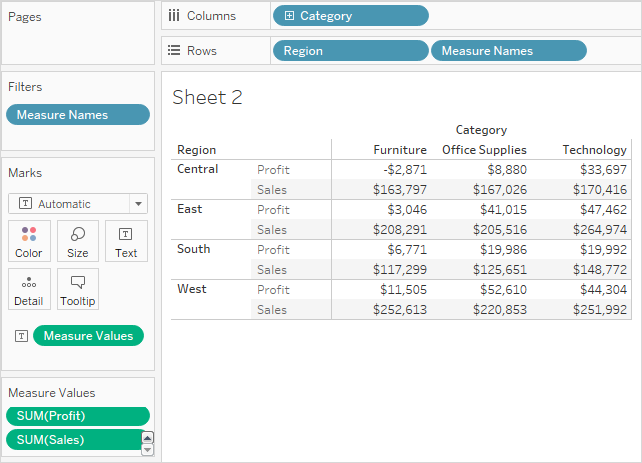 Pages
Columns Category
Rows Region Measure Names
Filters
Measure Names
Marks
T Automatic
Color Size Text
Detail Tooltip
T Measure Values
Measure Values
SUM(Profit)
SUM(Sales)
Sheet 2
Category
Region Furniture Office Supplies Technology
Central Profit -$2,871 $8,880 $33,697
Sales $163,797 $167,026 $170,416
East Profit $3,046 $41,015 $47,462
Sales $208,291 $205,516 $264,974
South Profit $6,771 $19,986 $19,992
Sales $117,299 $125,651 $148,772
West Profit $11,505 $52,610 $44,304
Sales $252,613 $220,853 $251,992